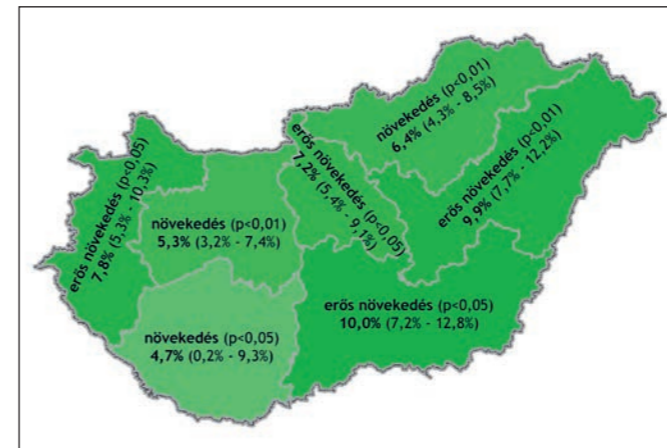 növekedés (p<0,01)
6,4% (4,3% - 8,5%)
erős növekedés (p<0,01)
9,9% (7,7% - 12,2%)
erős növekedés (p<0,05)
7,2% (5,4% - 9,1%)
erős növekedés (p<0,05)
7,8% (5,3% - 10,3%)
növekedés (p<0,01)
5,3% (3,2% - 7,4%)
erős növekedés (p<0,05)
10,0% (7,2% - 12,8%)
növekedés (p<0,05)
4,7% (0,2% - 9,3%)